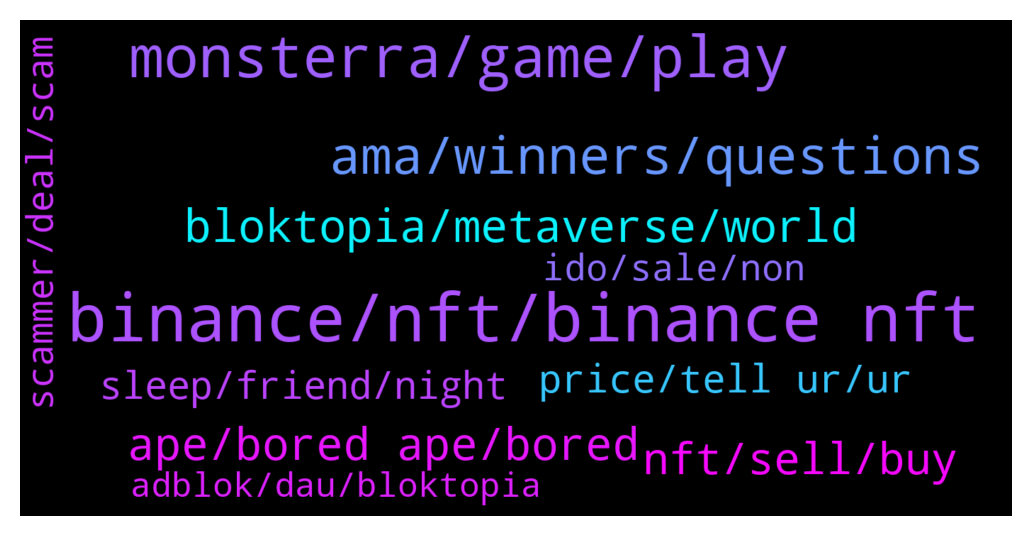 scammer/deal/scam
monsterra/game/play
ama/winners/questions
bloktopia/metaverse/world
ido/sale/non
binance/nft/binance nft
sleep/friend/night
price/tell ur/ur
ape/bored ape/bored
nft/sell/buy
adblok/dau/bloktopia